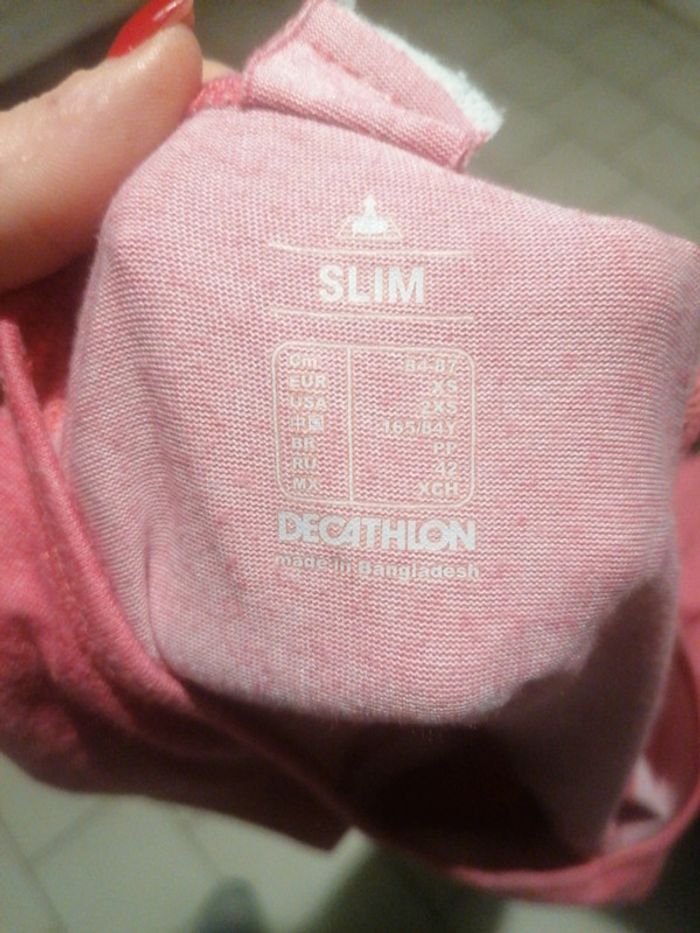 SLIM
Cm 84-87
EUR XS
USA 2XS
中国 165/84Y
BR PP
RU 42
MX XCH
DECATHLON
made in Bangladesh